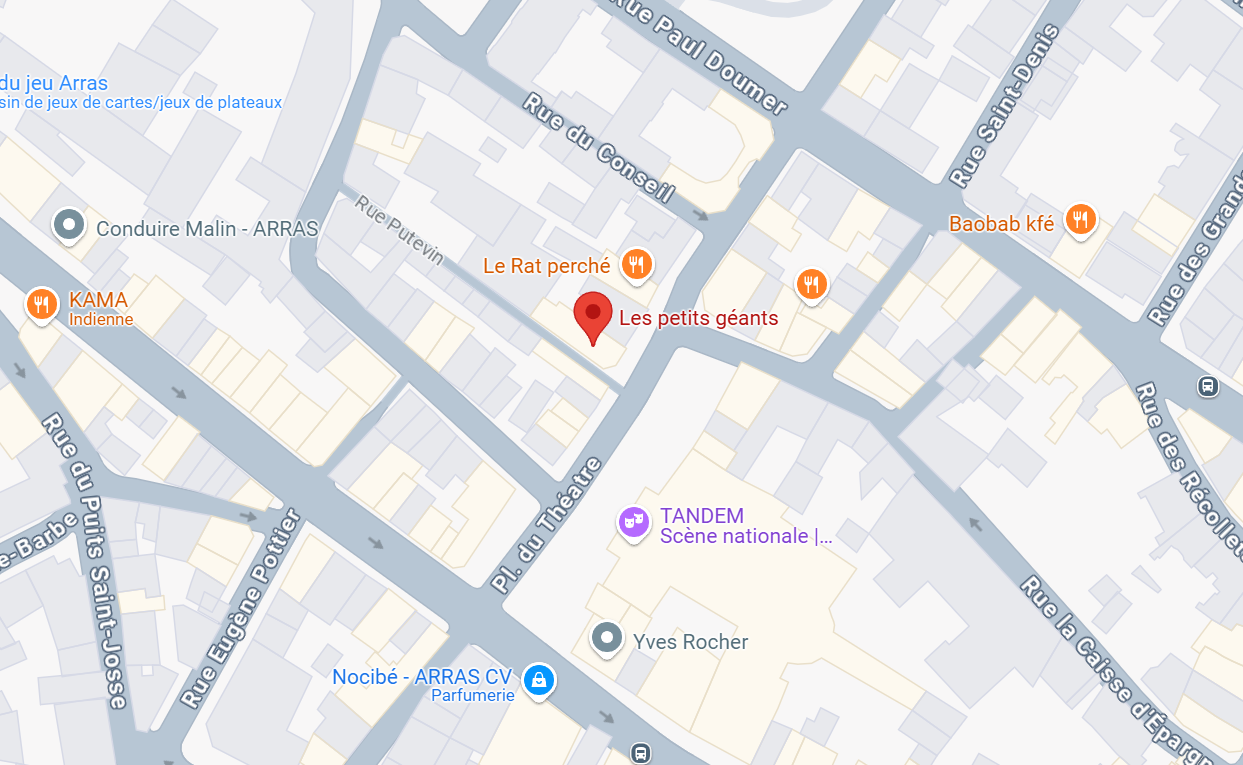 Rue Paul Doumer
Rue Saint-Denis
du jeu Arras
sin de jeux de cartes/jeux de plateaux
Rue du Conseil
Rue Putevin
Conduire Malin - ARRAS
Baobab kfé
Rue des Grande
Le Rat perché
KAMA
Indienne
Les petits géants
Rue des Récollets
Rue du Puits Saint-Josse
e-Barbe
Rue Eugène Pottier
Pl. du Théatre
TANDEM
Scène nationale |...
Rue la Caisse d'Épargn
Yves Rocher
Nocibé - ARRAS CV
Parfumerie